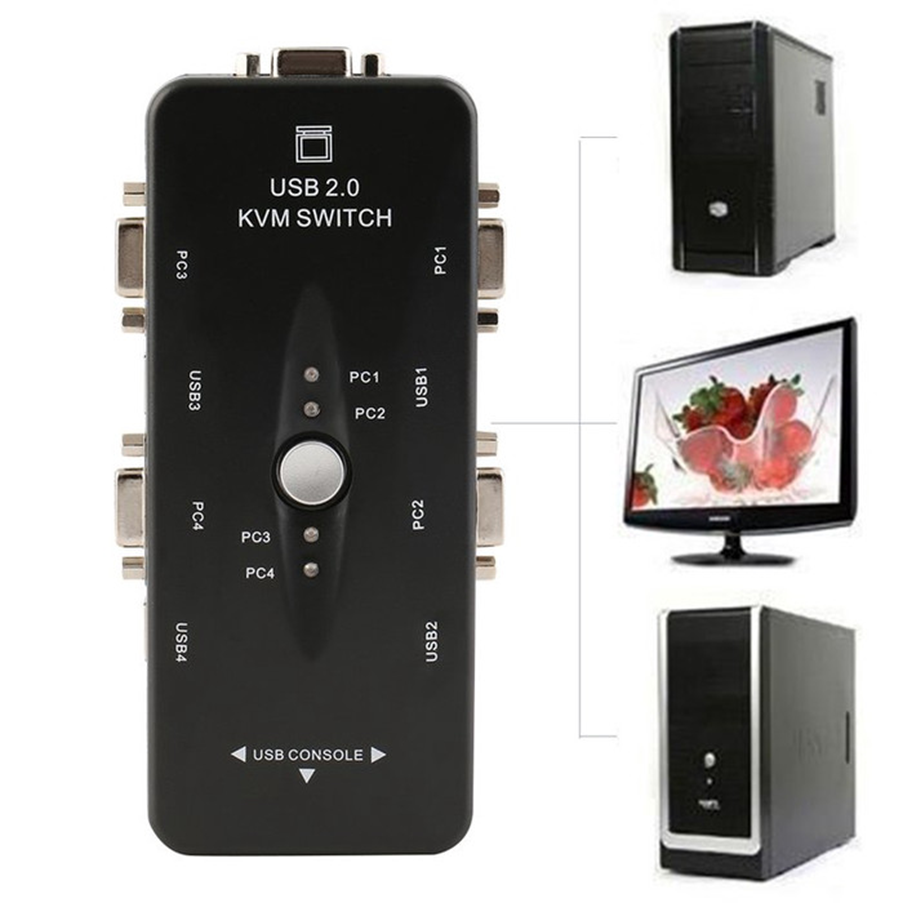 USB 2.0
KVM SWITCH
PC3
PC1
USB3
PC1
USB1
PC2
PC4
PC2
PC3
PC4
USB4
USB2
USB CONSOLE
SAMSUNG